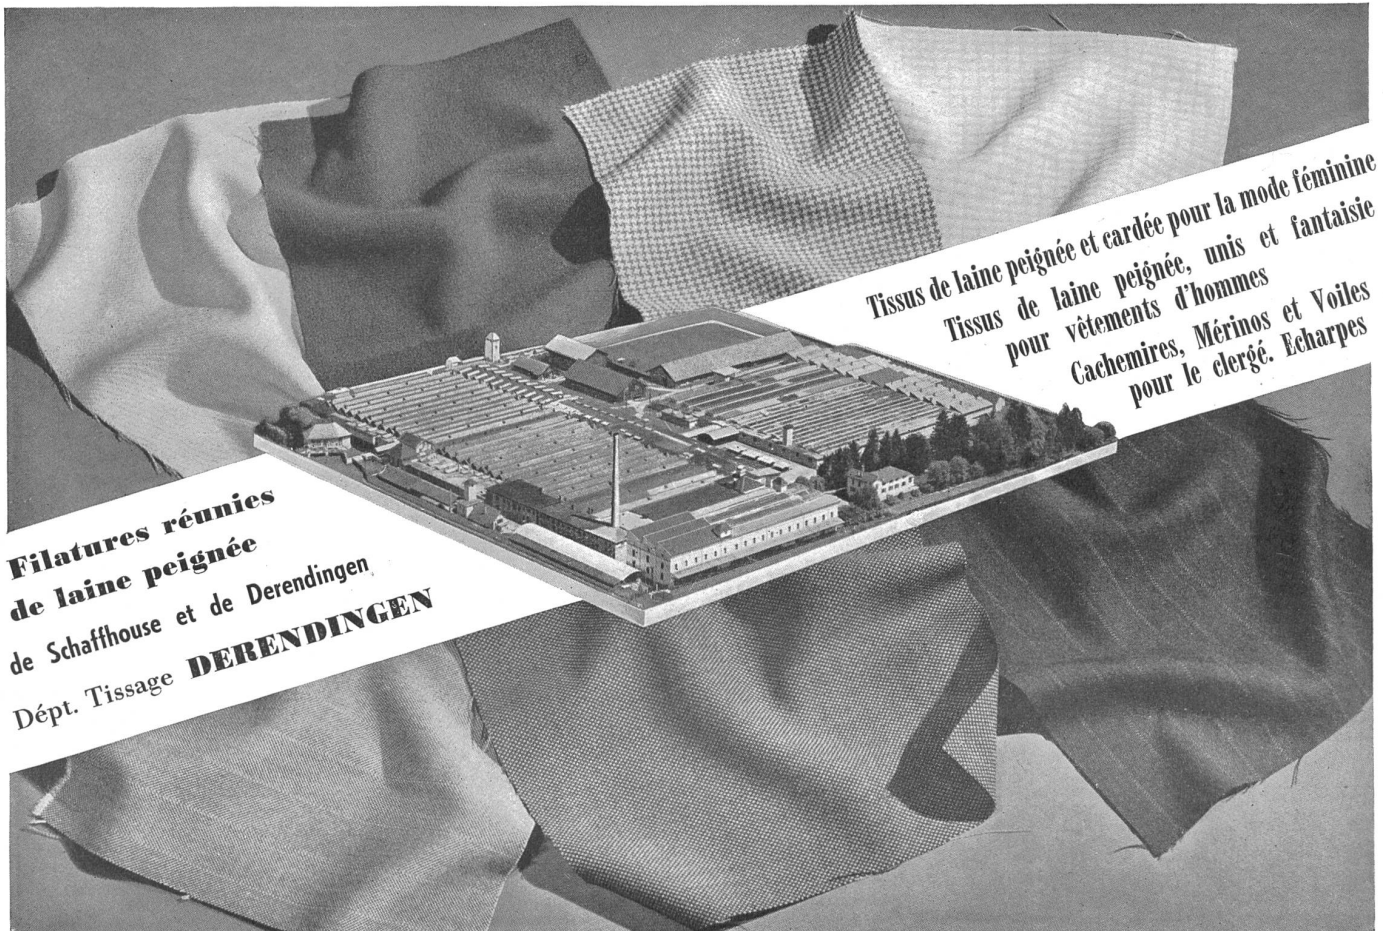 Tissus de laine peignée et cardée pour la mode féminine
Tissus de laine peignée, unis et fantaisie
pour vêtements d'hommes
Cachemires, Mérinos et Voiles
pour le clergé. Echarpes
Filatures réunies
de laine peignée
de Schaffhouse et de Derendingen
Dépt. Tissage DERENDINGEN